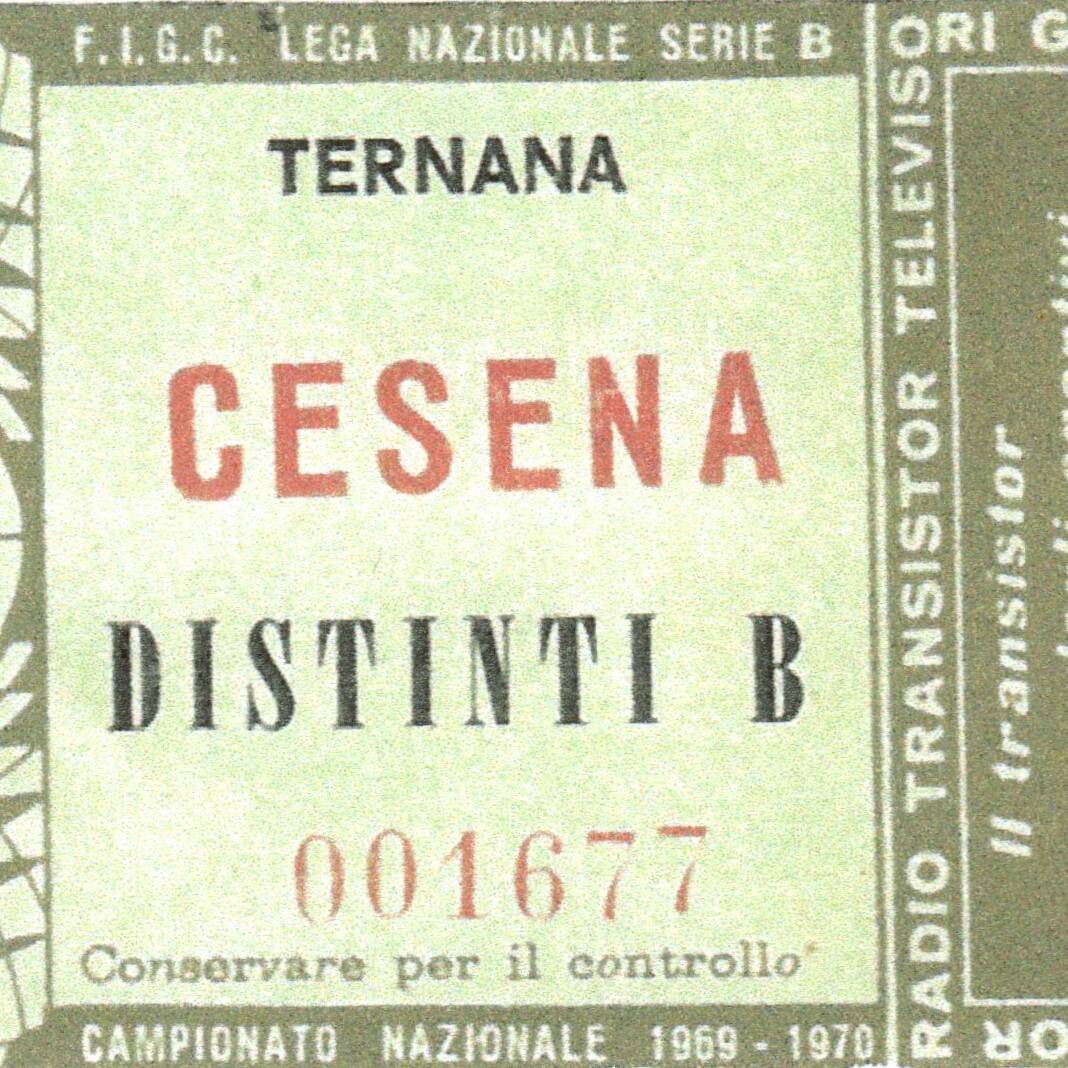 F.I.G.C. LEGA NAZIONALE SERIE B
TERNANA
CESENA
DISTINTI B
001677
Conservare per il controllo
CAMPIONATO NAZIONALE 1969 - 1970
RADIO TRANSISTOR TELEVISORI G
Il transistor